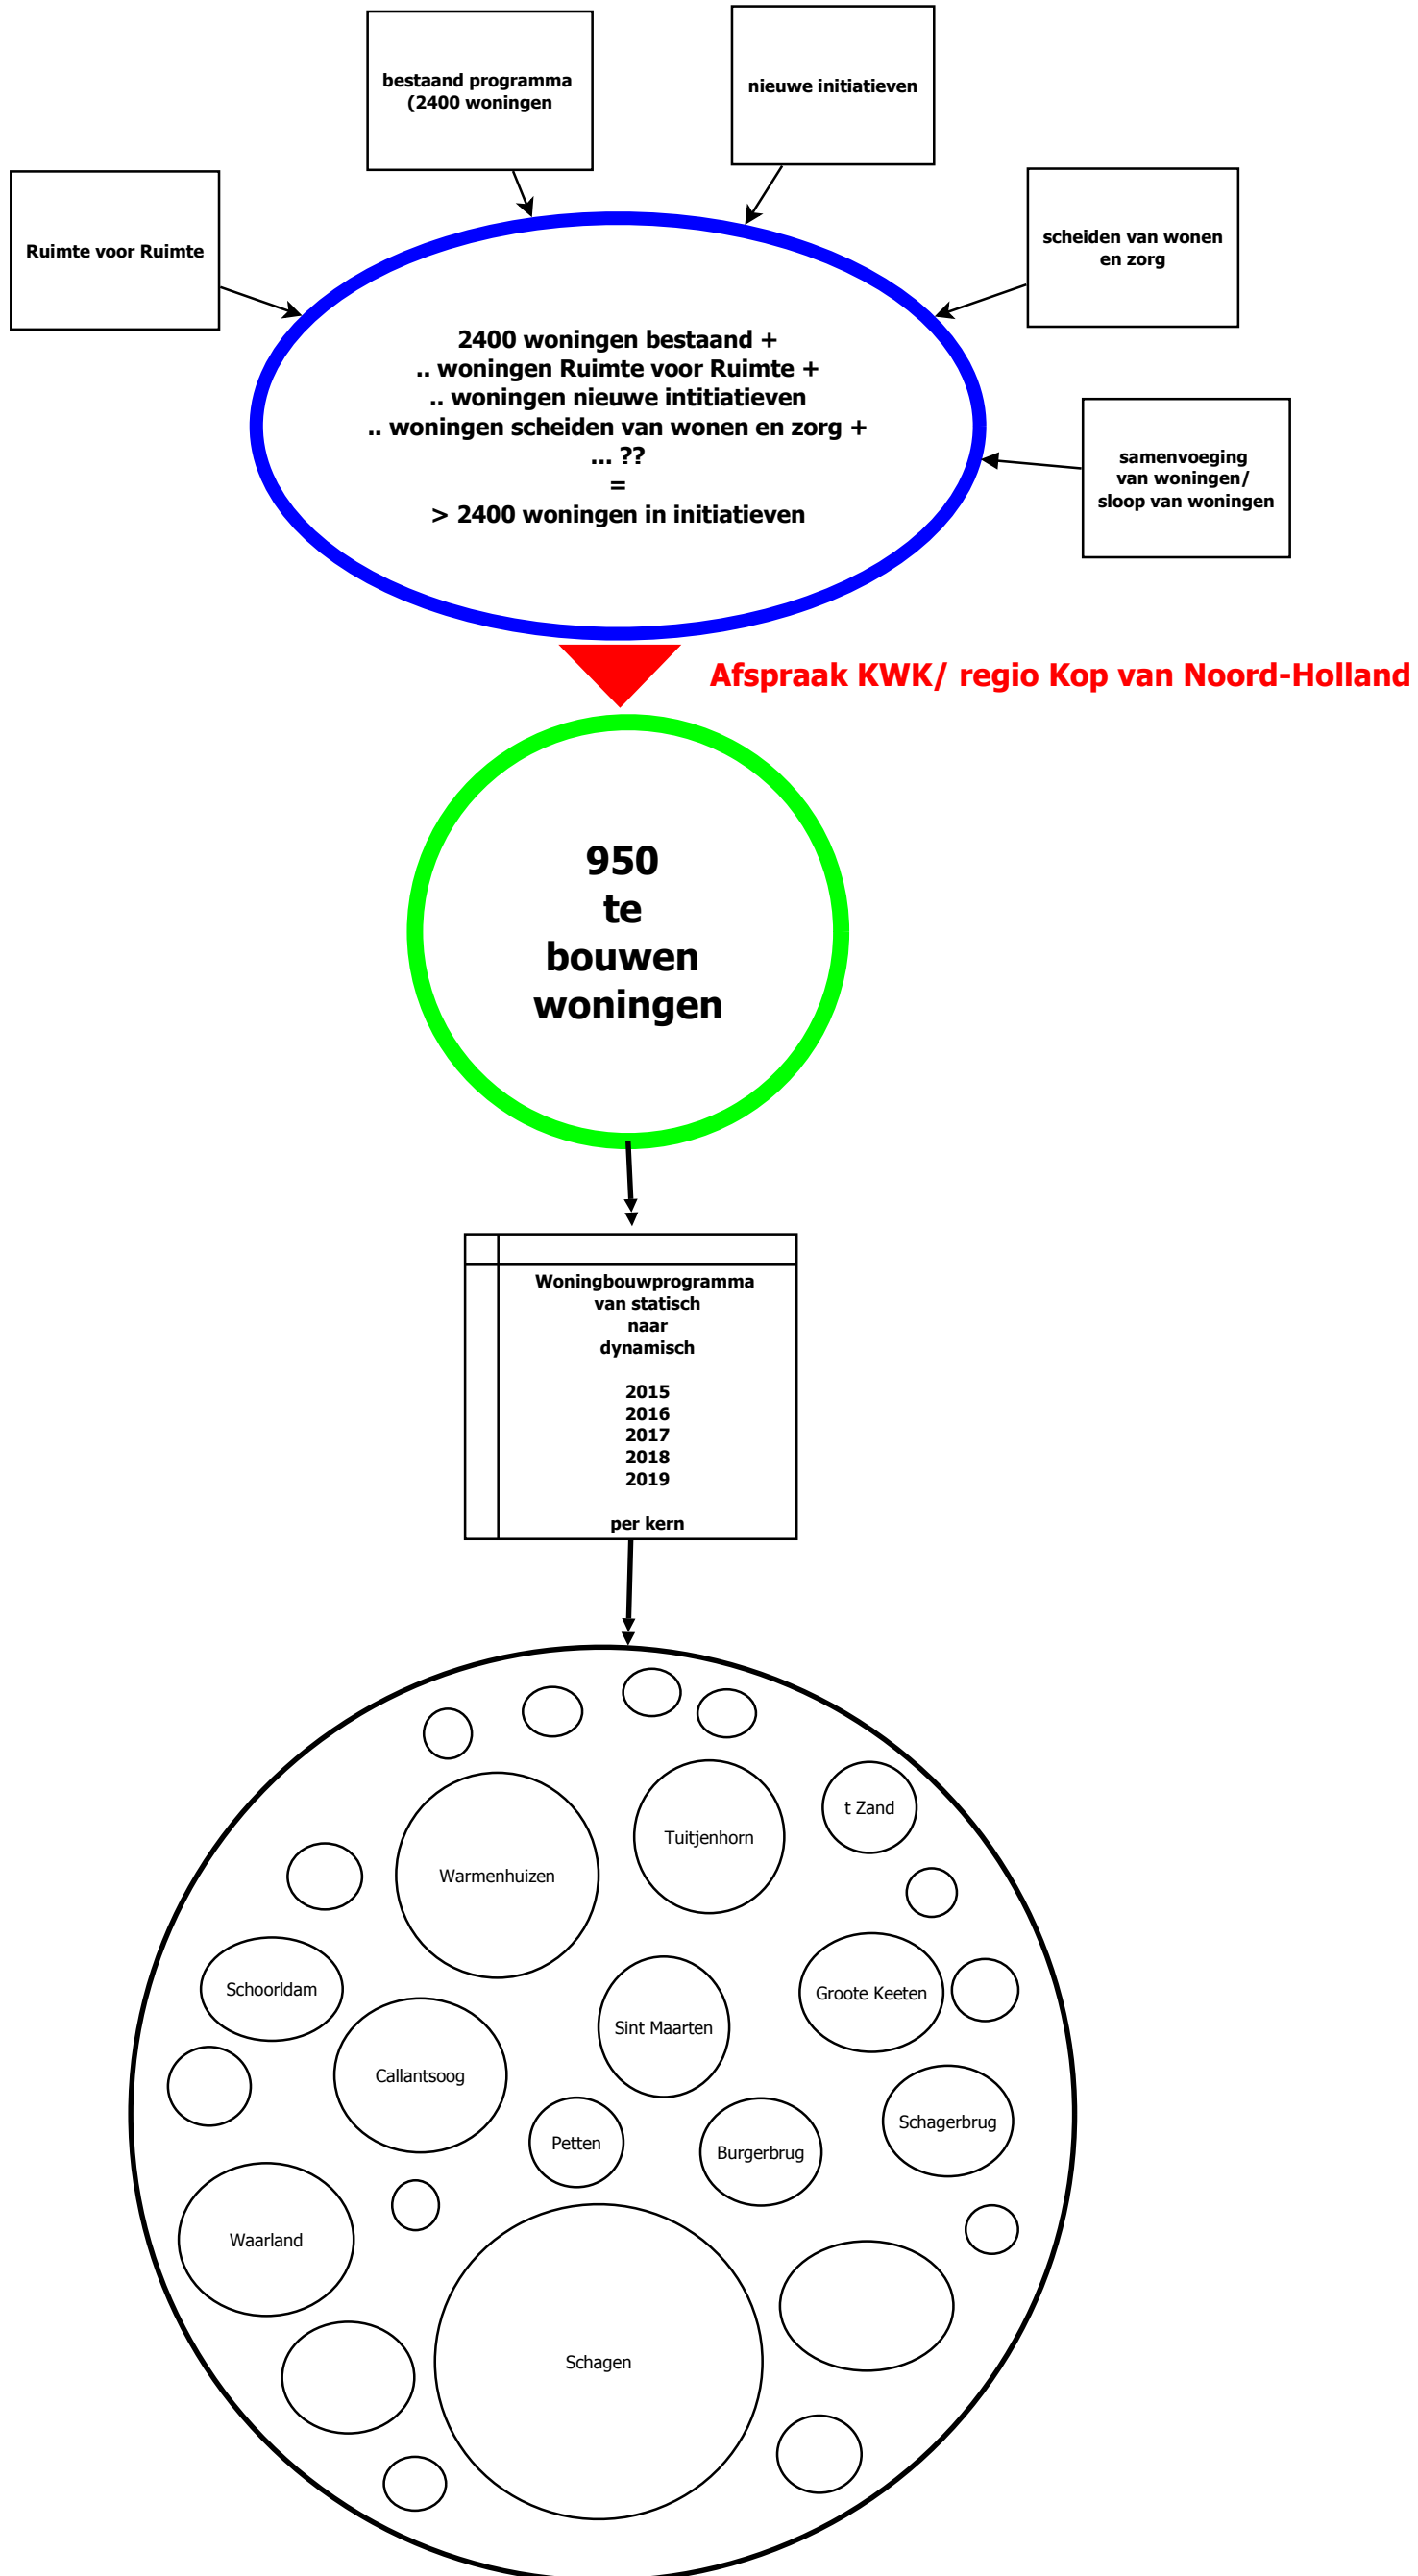 bestaand programma
(2400 woningen
nieuwe initiatieven
Ruimte voor Ruimte
scheiden van wonen
en zorg
2400 woningen bestaand +
.. woningen Ruimte voor Ruimte +
.. woningen nieuwe intitiatieven
.. woningen scheiden van wonen en zorg +
... ??
=
> 2400 woningen in initiatieven
samenvoeging
van woningen/
sloop van woningen
Afspraak KWK/ regio Kop van Noord-Holland
950
te
bouwen
woningen
Woningbouwprogramma
van statisch
naar
dynamisch
2015
2016
2017
2018
2019
per kern
t Zand
Tuitjenhorn
Warmenhuizen
Schoorldam
Groote Keeten
Sint Maarten
Callantsoog
Schagerbrug
Petten
Burgerbrug
Waarland
Schagen